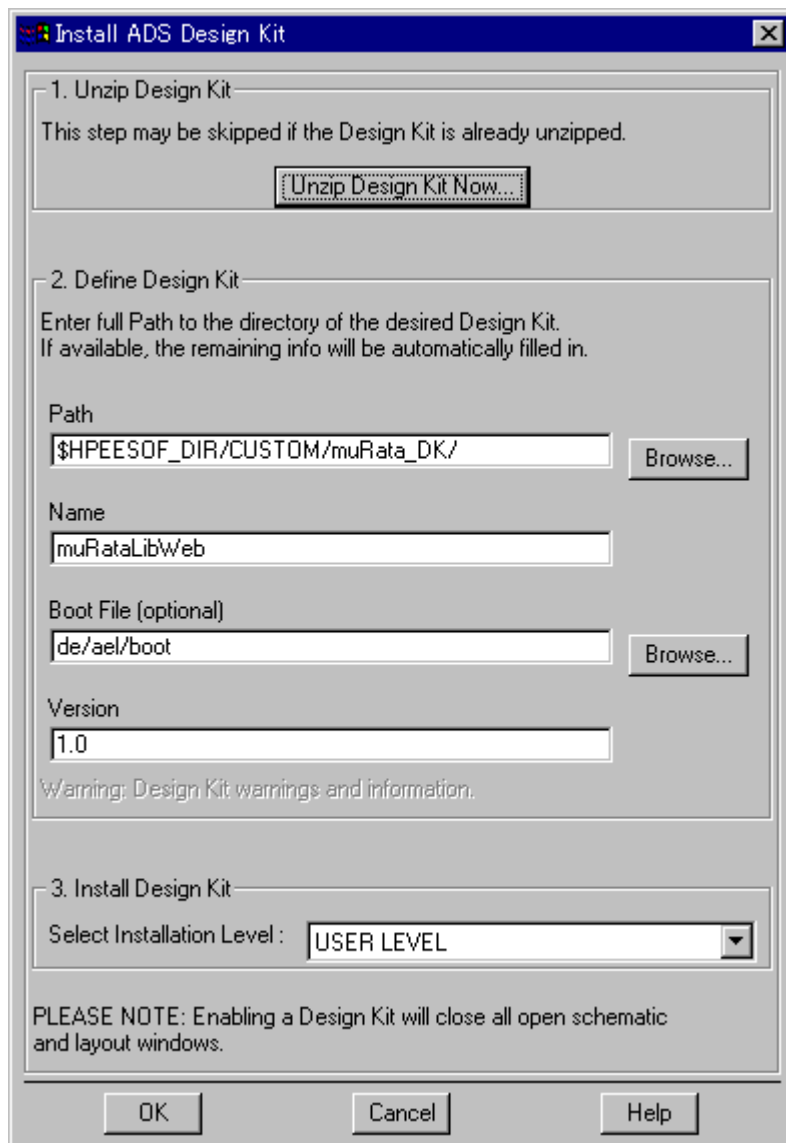 Install ADS Design Kit
1. Unzip Design Kit
This step may be skipped if the Design Kit is already unzipped.
Unzip Design Kit Now...
2. Define Design Kit
Enter full Path to the directory of the desired Design Kit.
If available, the remaining info will be automatically filled in.
Path
$HPEESOF_DIR/CUSTOM/muRata_DK/
Browse...
Name
muRataLibWeb
Boot File (optional)
de/ael/boot
Browse...
Version
1.0
Warning: Design Kit warnings and information.
3. Install Design Kit
Select Installation Level :
USER LEVEL
PLEASE NOTE: Enabling a Design Kit will close all open schematic
and layout windows.
OK
Cancel
Help